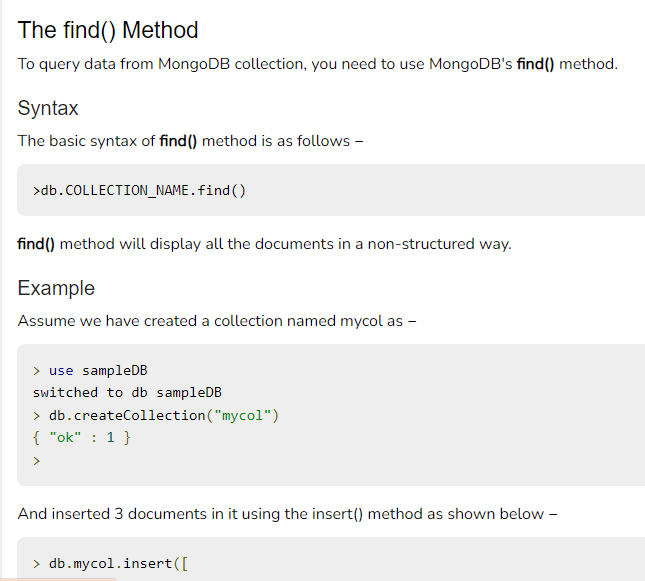 The find() Method
To query data from MongoDB collection, you need to use MongoDB's find() method.
Syntax
The basic syntax of find() method is as follows −
>db.COLLECTION_NAME.find()
find() method will display all the documents in a non-structured way.
Example
Assume we have created a collection named mycol as −
> use sampleDB
switched to db sampleDB
> db.createCollection("mycol")
{ "ok" : 1 }
>
And inserted 3 documents in it using the insert() method as shown below −
> db.mycol.insert([